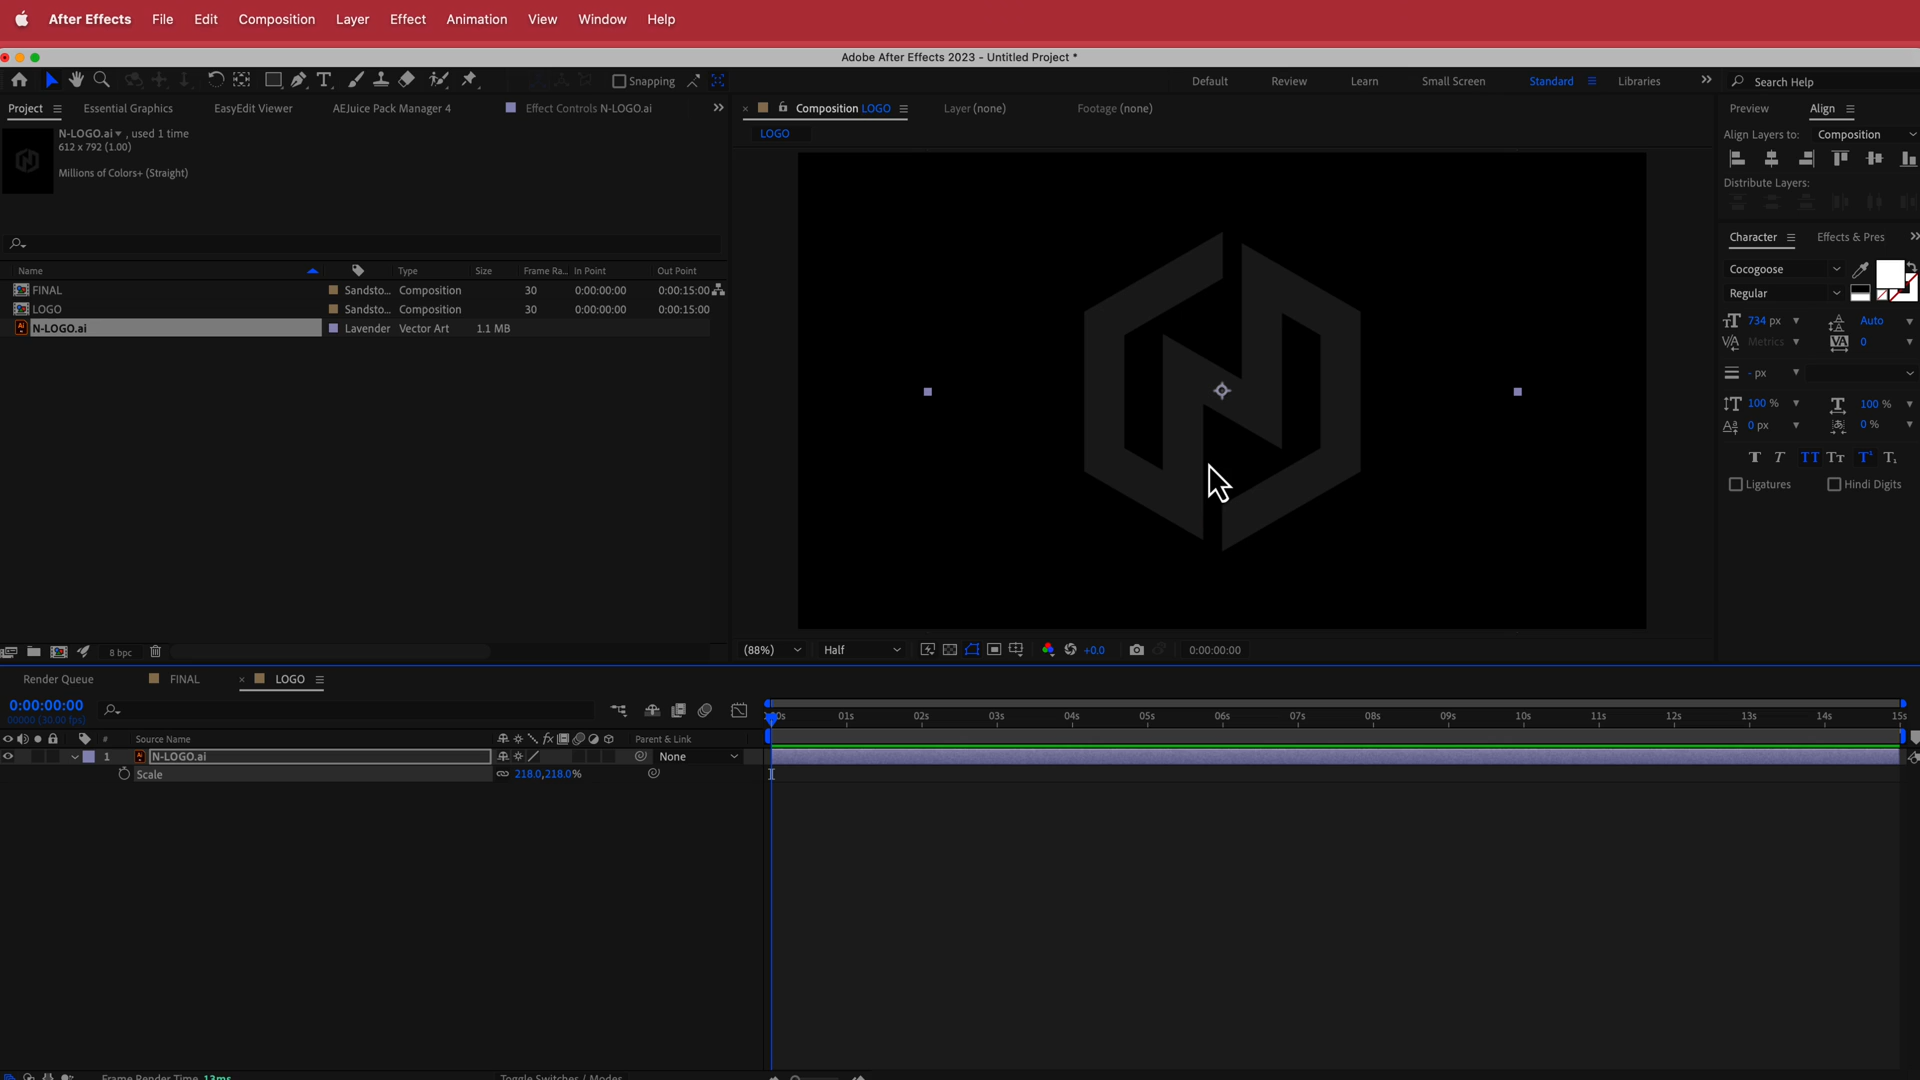 After Effects File Edit Composition Layer Effect Animation View Window Help
Adobe After Effects 2023 - Untitled Project *
Snapping Default Review Learn Small Screen Standard Libraries Search Help
Project Essential Graphics EasyEdit Viewer AEJuice Pack Manager 4 Effect Controls N-LOGO.ai
Composition LOGO Layer (none) Footage (none)
Preview Align
N-LOGO.ai , used 1 time
612 x 792 (1.00)
Millions of Colors+ (Straight)
LOGO
Align Layers to: Composition
Distribute Layers:
Character Effects & Pres
Cocogoose
Regular
734 px Auto
Metrics 0
- px
100 % 100 %
0 px 0 %
Ligatures Hindi Digits
Name Type Size Frame Ra... In Point Out Point
FINAL Sandsto... Composition 30 0:00:00:00 0:00:15:00
LOGO Sandsto... Composition 30 0:00:00:00 0:00:15:00
N-LOGO.ai Lavender Vector Art 1.1 MB
8 bpc
(88%) Half +0.0 0:00:00:00
Render Queue FINAL LOGO
0:00:00:00
00000 (30.00 fps)
01s 02s 03s 04s 05s 06s 07s 08s 09s 10s 11s 12s 13s 14s 15s
# Source Name Parent & Link
1 N-LOGO.ai None
Scale 218.0,218.0%
Frame Render Time 13ms Toggle Switches / Modes